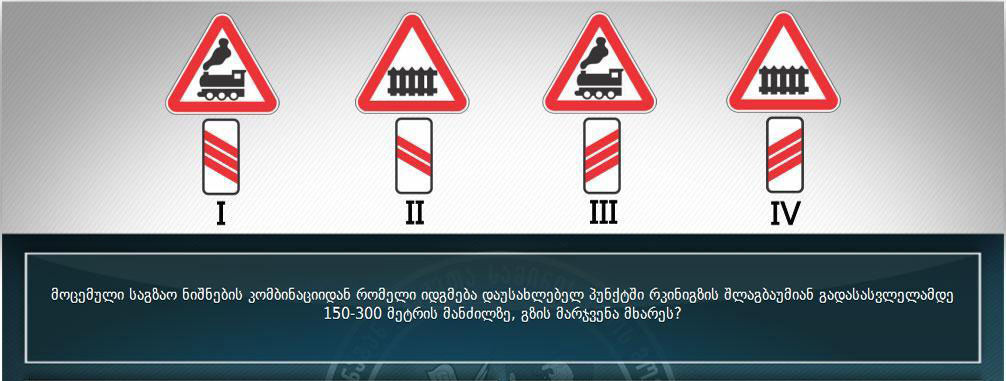 I II III IV
მოცემული საგზაო ნიშნების კომბინაციიდან რომელი იდგმება დაუსახლებელ პუნქტში რკინიგზის შლაგბაუმიან გადასასვლელამდე
150-300 მეტრის მანძილზე, გზის მარჯვენა მხარეს?